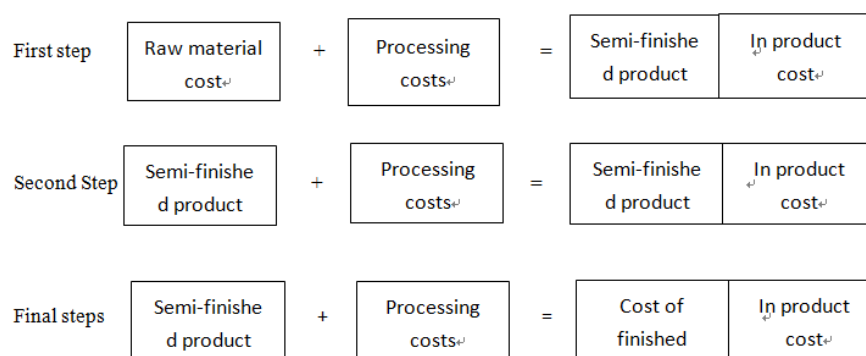 First step
Raw material
cost↵
+
Processing
costs↵
=
Semi-finishe
d product
In product
cost↵
Second Step
Semi-finishe
d product
+
Processing
costs↵
=
Semi-finishe
d product
In product
cost↵
Final steps
Semi-finishe
d product
+
Processing
costs↵
=
Cost of
finished
In product
cost↵